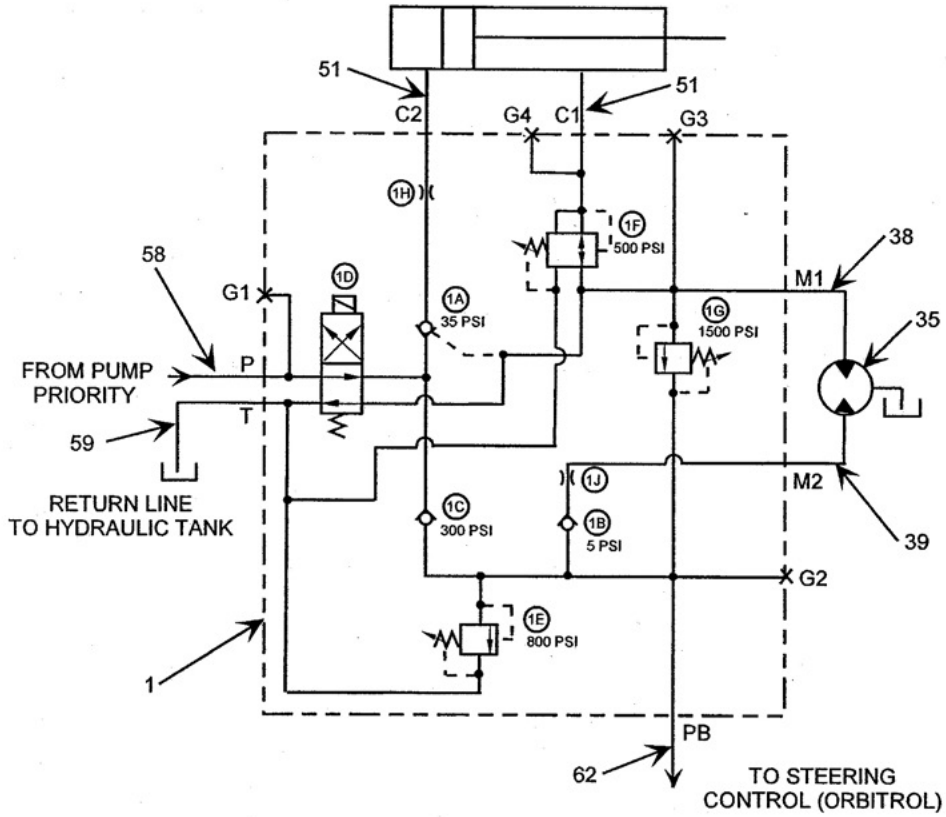 51
51
C2
G4
C1
G3
1H
1F
500 PSI
38
58
G1
1D
M1
1A
35 PSI
1G
1500 PSI
35
FROM PUMP
PRIORITY
P
T
59
1J
M2
RETURN LINE
TO HYDRAULIC TANK
1C
300 PSI
1B
5 PSI
39
G2
1E
800 PSI
1
PB
62
TO STEERING
CONTROL (ORBITROL)